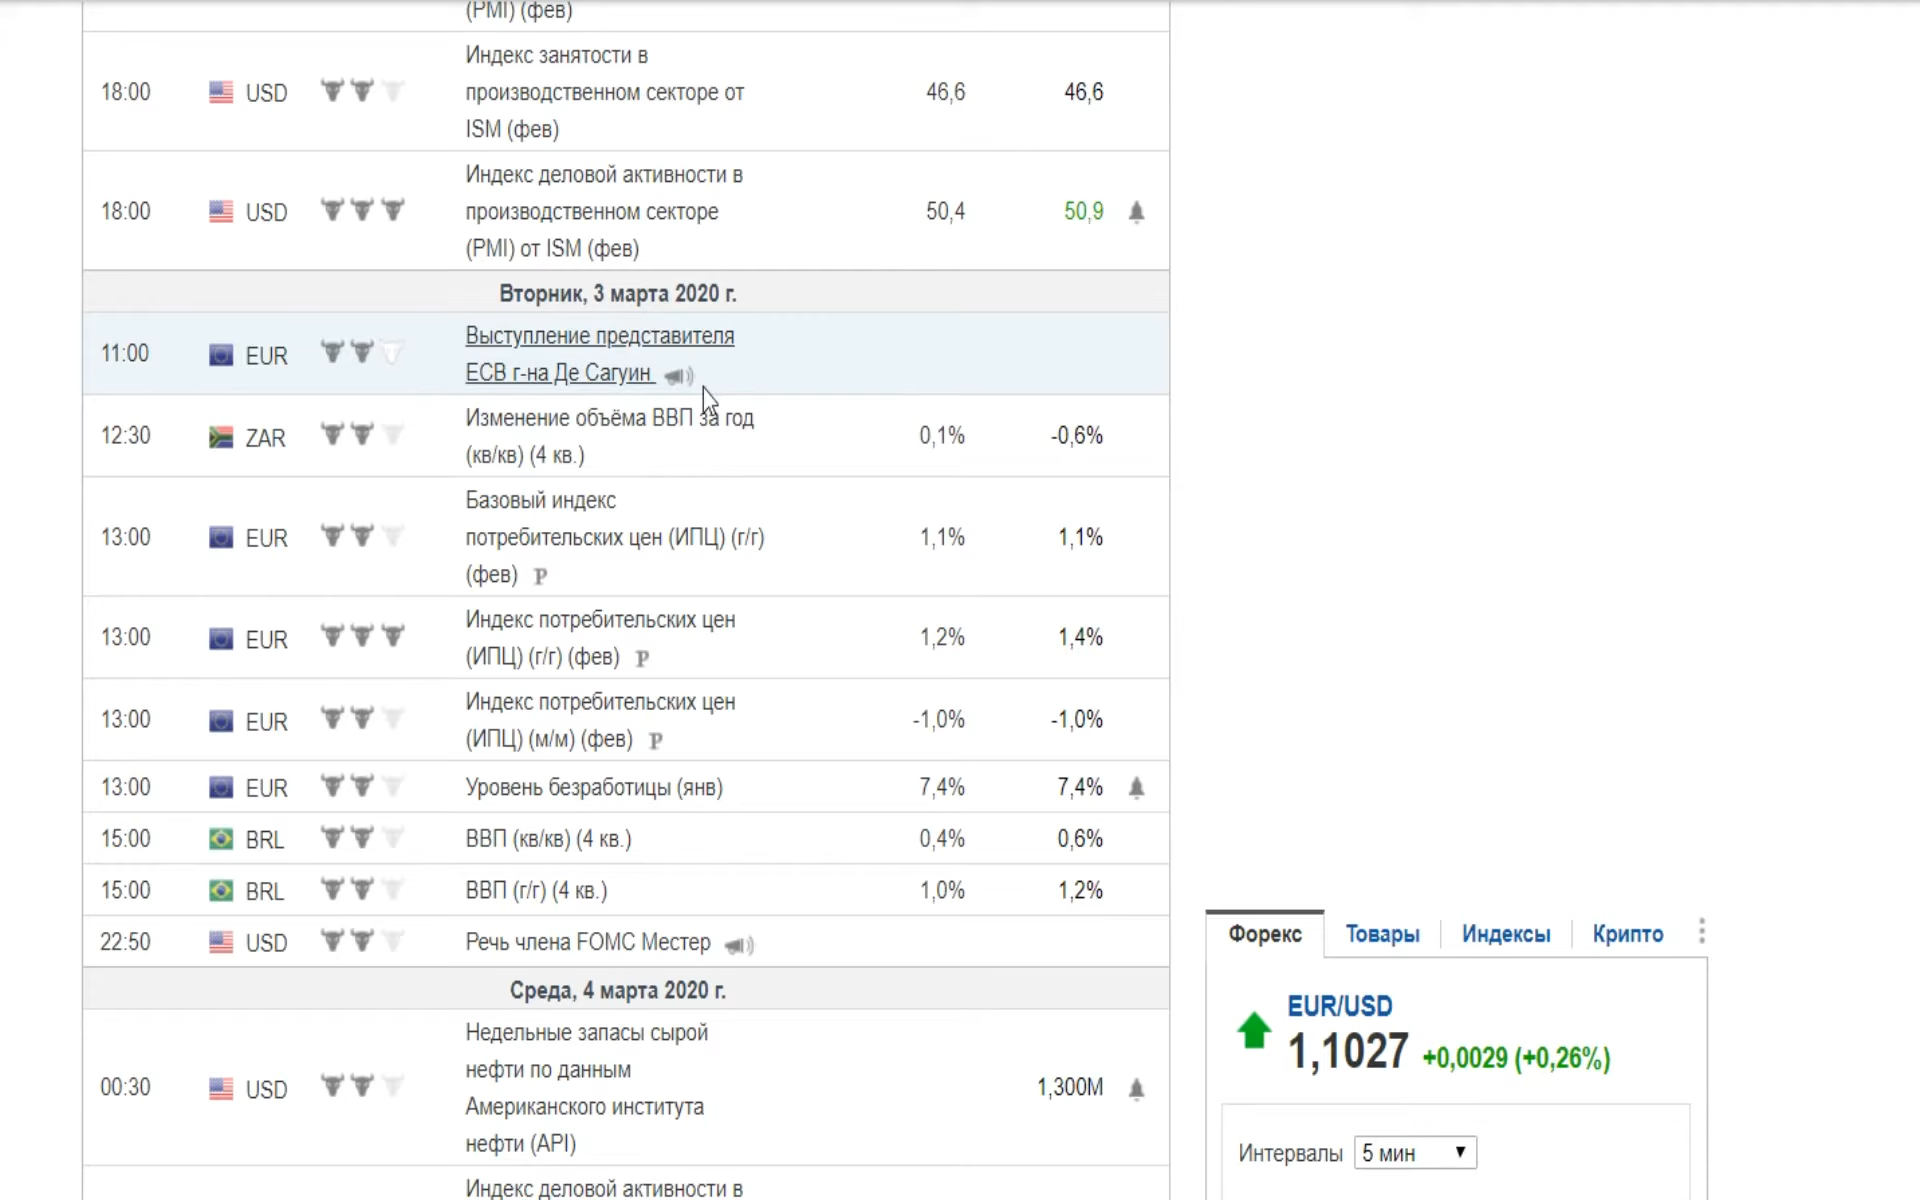 (PMI) (фев)
18:00 USD Индекс занятости в
производственном секторе от
ISM (фев) 46,6 46,6
18:00 USD Индекс деловой активности в
производственном секторе
(PMI) от ISM (фев) 50,4 50,9
Вторник, 3 марта 2020 г.
11:00 EUR Выступление представителя
ECB г-на Де Сагуин
12:30 ZAR Изменение объёма ВВП за год
(кв/кв) (4 кв.) 0,1% -0,6%
13:00 EUR Базовый индекс
потребительских цен (ИПЦ) (г/г)
(фев) P 1,1% 1,1%
13:00 EUR Индекс потребительских цен
(ИПЦ) (г/г) (фев) P 1,2% 1,4%
13:00 EUR Индекс потребительских цен
(ИПЦ) (м/м) (фев) P -1,0% -1,0%
13:00 EUR Уровень безработицы (янв) 7,4% 7,4%
15:00 BRL ВВП (кв/кв) (4 кв.) 0,4% 0,6%
15:00 BRL ВВП (г/г) (4 кв.) 1,0% 1,2%
22:50 USD Речь члена FOMC Местер
Среда, 4 марта 2020 г.
00:30 USD Недельные запасы сырой
нефти по данным
Американского института
нефти (API) 1,300M
Индекс деловой активности в
Форекс Товары Индексы Крипто
EUR/USD
1,1027 +0,0029 (+0,26%)
Интервалы 5 мин